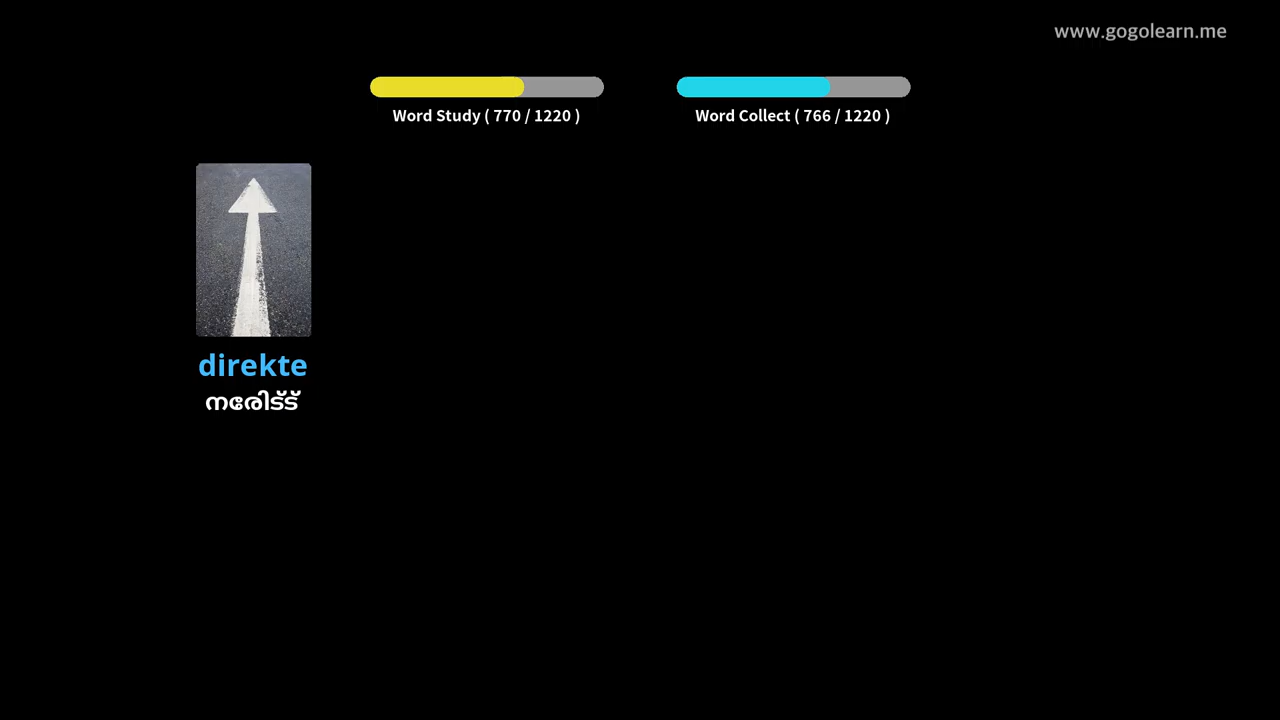 www.gogolearn.me
Word Study ( 770 / 1220 )
Word Collect ( 766 / 1220 )
direkte
നേരിട്ട്